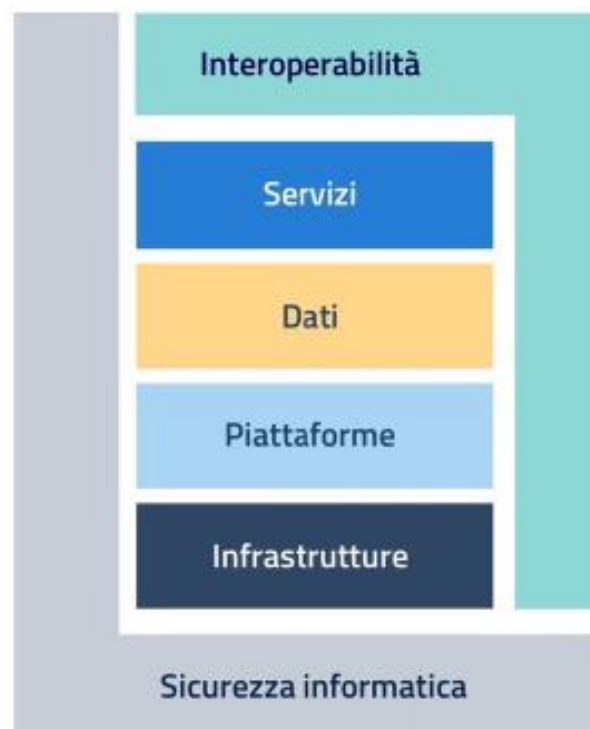 Interoperabilità
Servizi
Dati
Piattaforme
Infrastrutture
Sicurezza informatica